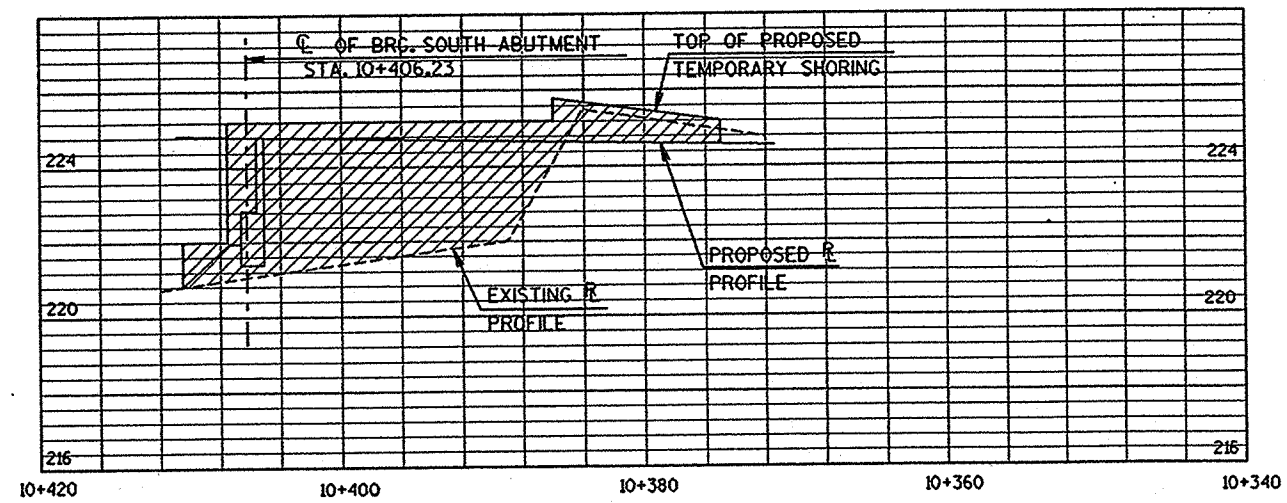 ℄ OF BRG. SOUTH ABUTMENT
STA. 10+406.23
TOP OF PROPOSED
TEMPORARY SHORING
224
224
PROPOSED ℞
PROFILE
EXISTING ℞
PROFILE
220
220
216
216
10+420
10+400
10+380
10+360
10+340